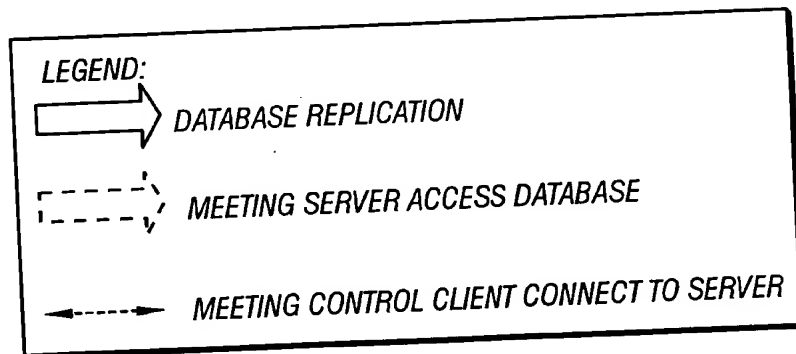 LEGEND:
DATABASE REPLICATION
MEETING SERVER ACCESS DATABASE
MEETING CONTROL CLIENT CONNECT TO SERVER